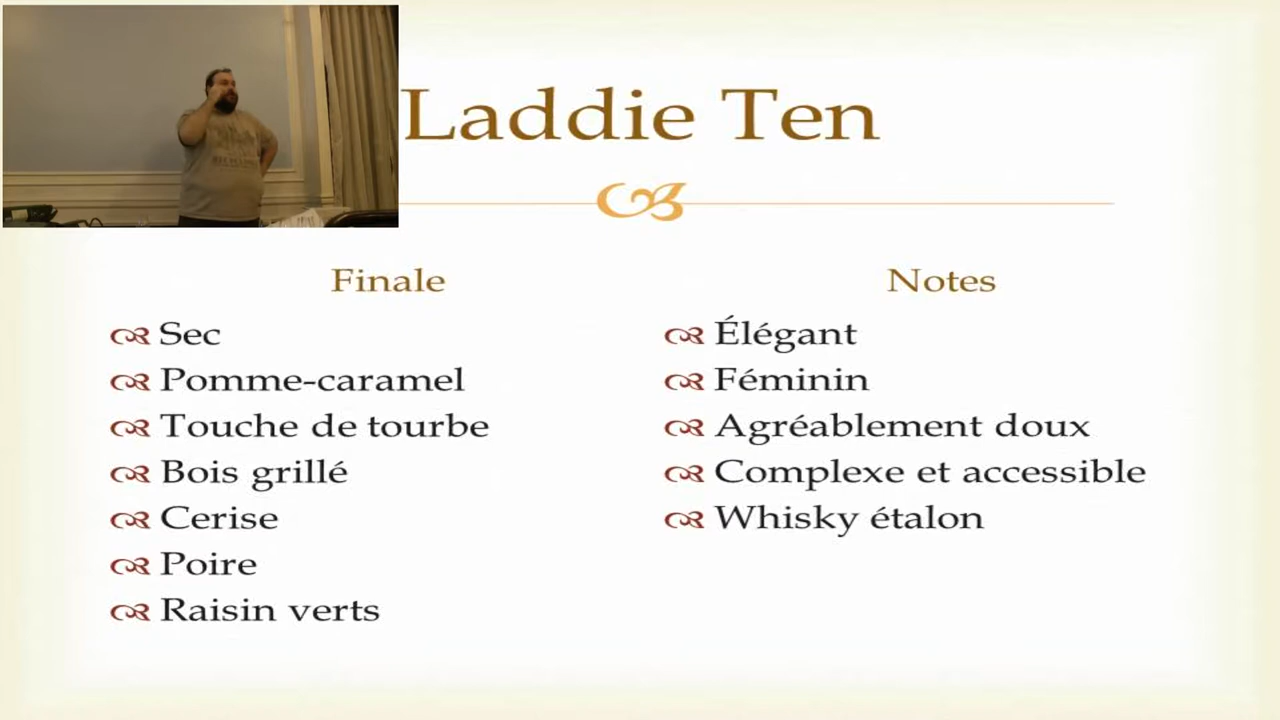 Laddie Ten
Finale
Sec
Pomme-caramel
Touche de tourbe
Bois grillé
Cerise
Poire
Raisin verts
Notes
Élégant
Féminin
Agréablement doux
Complexe et accessible
Whisky étalon